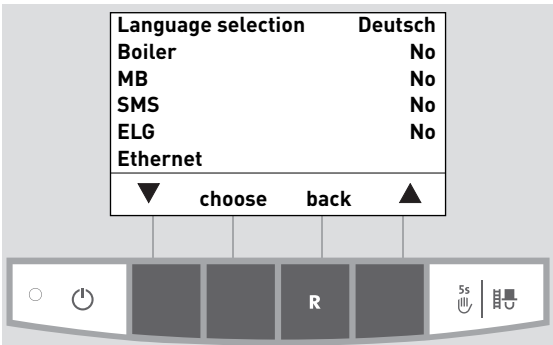 Language selection Deutsch
Boiler No
MB No
SMS No
ELG No
Ethernet
▼ choose back ▲
R
5s